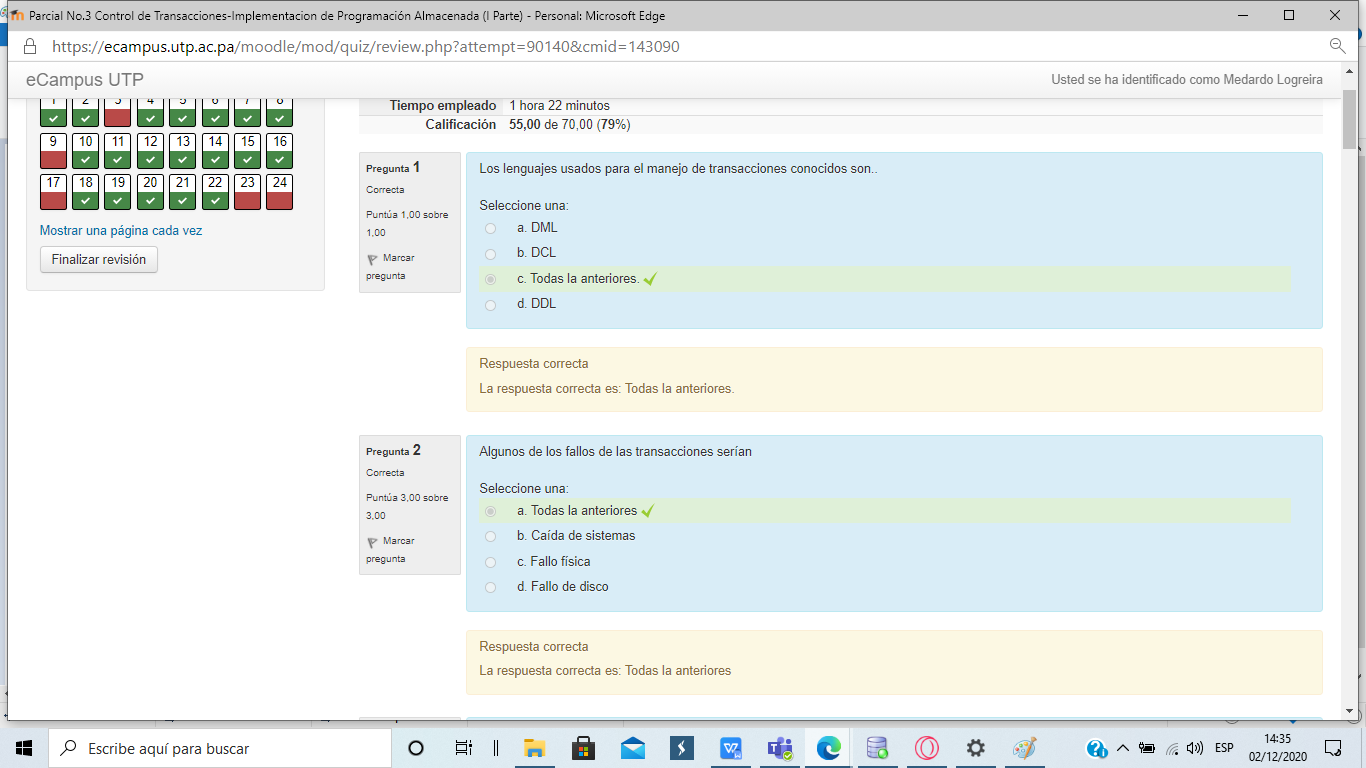 Parcial No.3 Control de Transacciones-Implementacion de Programación Almacenada (I Parte) - Personal: Microsoft Edge
https://ecampus.utp.ac.pa/moodle/mod/quiz/review.php?attempt=90140&cmid=143090
eCampus UTP
Usted se ha identificado como Medardo Logreira
1 2 3 4 5 6 7 8
9 10 11 12 13 14 15 16
17 18 19 20 21 22 23 24
Mostrar una página cada vez
Finalizar revisión
Tiempo empleado 1 hora 22 minutos
Calificación 55,00 de 70,00 (79%)
Pregunta 1
Correcta
Puntúa 1,00 sobre
1,00
Marcar
pregunta
Los lenguajes usados para el manejo de transacciones conocidos son..
Seleccione una:
a. DML
b. DCL
c. Todas la anteriores.
d. DDL
Respuesta correcta
La respuesta correcta es: Todas la anteriores.
Pregunta 2
Correcta
Puntúa 3,00 sobre
3,00
Marcar
pregunta
Algunos de los fallos de las transacciones serían
Seleccione una:
a. Todas la anteriores
b. Caída de sistemas
c. Fallo física
d. Fallo de disco
Respuesta correcta
La respuesta correcta es: Todas la anteriores
Escribe aquí para buscar
ESP
14:35
02/12/2020